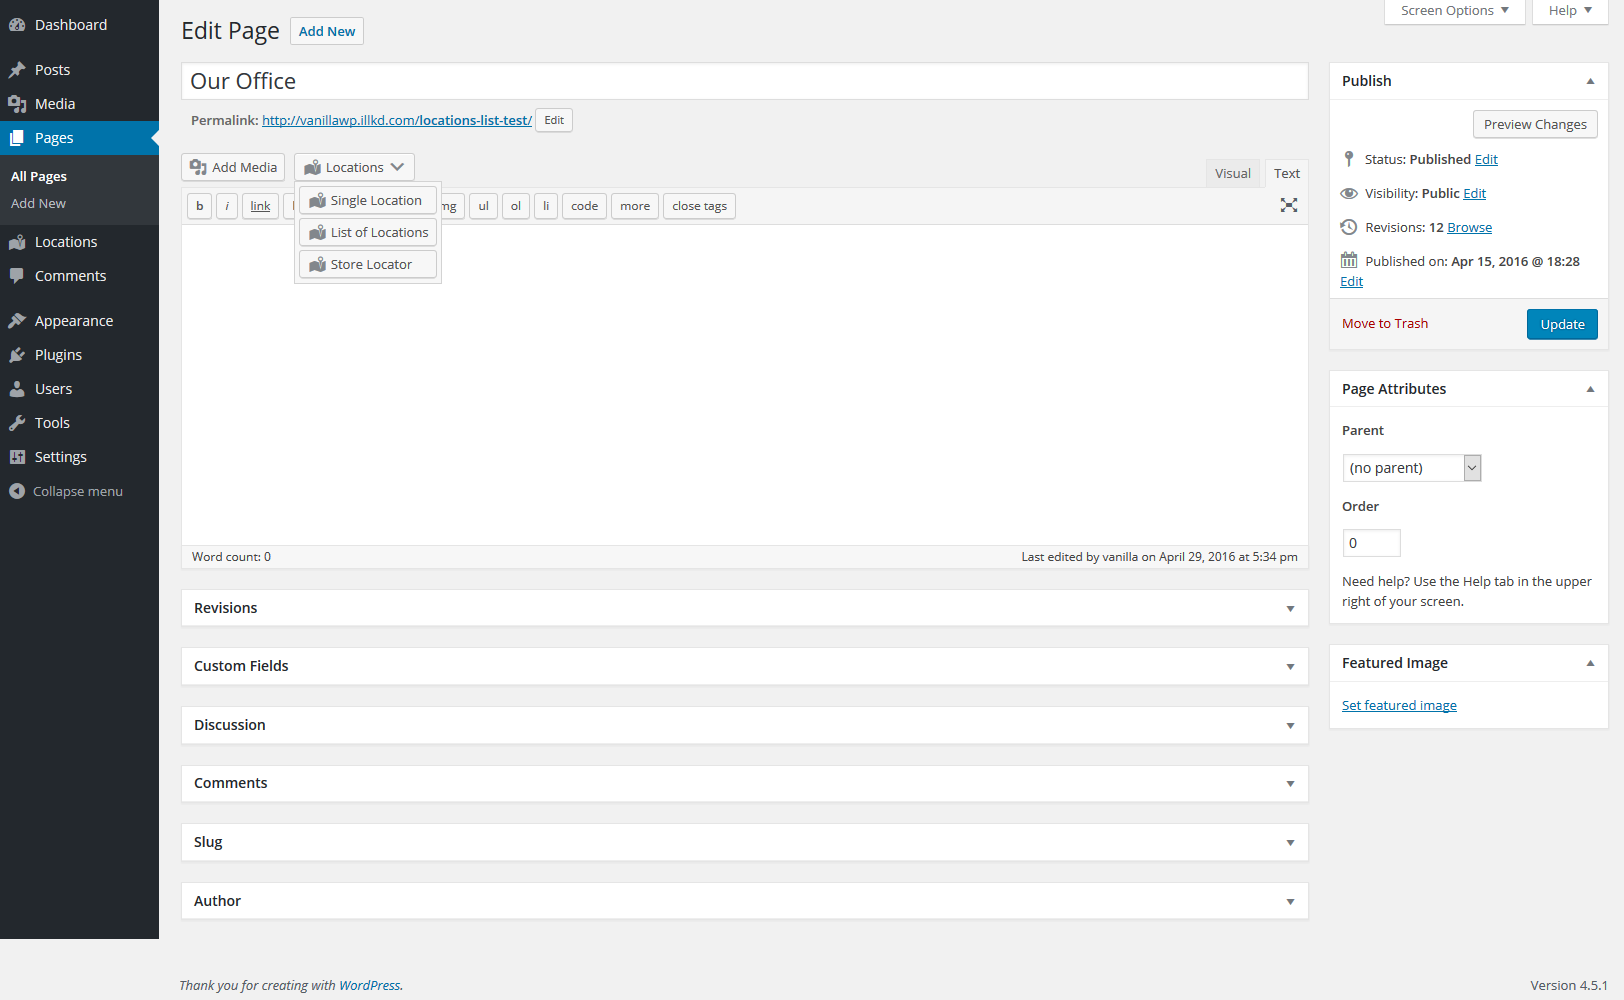 Dashboard
Posts
Media
Pages
All Pages
Add New
Locations
Comments
Appearance
Plugins
Users
Tools
Settings
Collapse menu
Screen Options
Help
Edit Page
Add New
Our Office
Permalink: http://vanillawp.illkd.com/locations-list-test/
Edit
Add Media
Locations
Visual
Text
b
i
link
ul
ol
li
code
more
close tags
Single Location
List of Locations
Store Locator
Word count: 0
Last edited by vanilla on April 29, 2016 at 5:34 pm
Revisions
Custom Fields
Discussion
Comments
Slug
Author
Publish
Preview Changes
Status: Published Edit
Visibility: Public Edit
Revisions: 12 Browse
Published on: Apr 15, 2016 @ 18:28
Edit
Move to Trash
Update
Page Attributes
Parent
(no parent)
Order
0
Need help? Use the Help tab in the upper
right of your screen.
Featured Image
Set featured image
Thank you for creating with WordPress.
Version 4.5.1